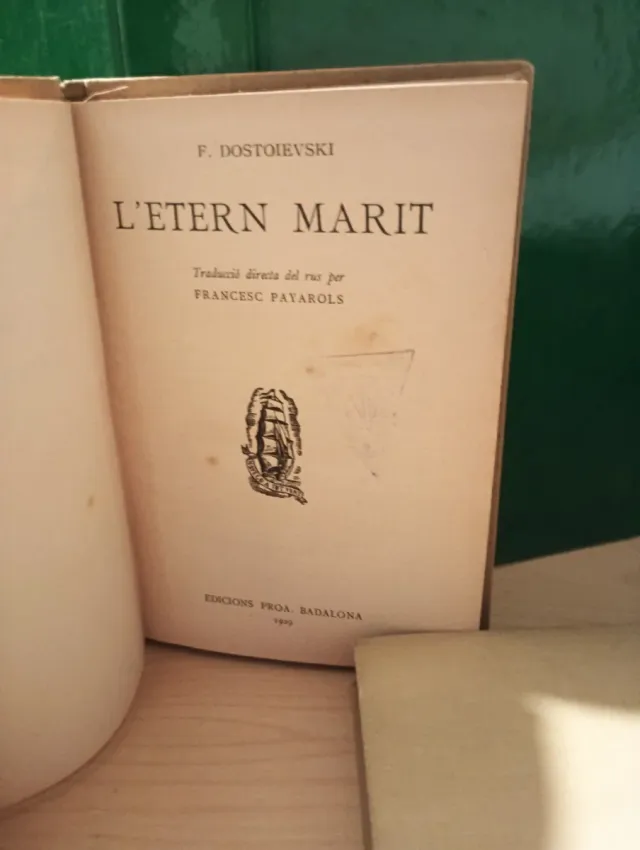 F. DOSTOIEVSKI
L'ETERN MARIT
Traducció directa del rus per
FRANCESC PAYAROLS
EDICIONS PROA. BADALONA
1929